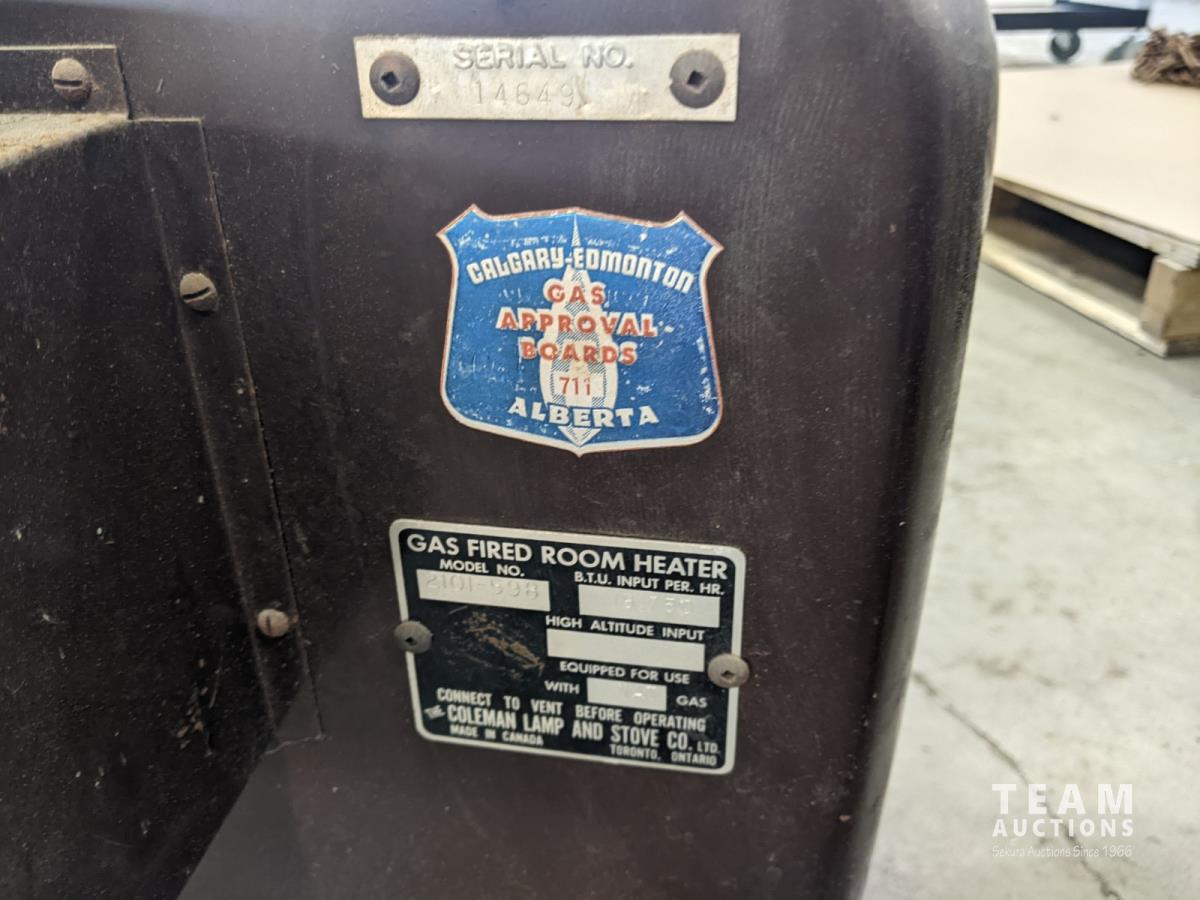 SERIAL NO.
14649
CALGARY-EDMONTON
GAS
APPROVAL
BOARDS
711
ALBERTA
GAS FIRED ROOM HEATER
MODEL NO.
B.T.U. INPUT PER. HR.
HIGH ALTITUDE INPUT
EQUIPPED FOR USE
WITH GAS
CONNECT TO VENT BEFORE OPERATING
THE COLEMAN LAMP AND STOVE CO. LTD.
MADE IN CANADA TORONTO, ONTARIO
TEAM
AUCTIONS
Sekura Auctions Since 1966